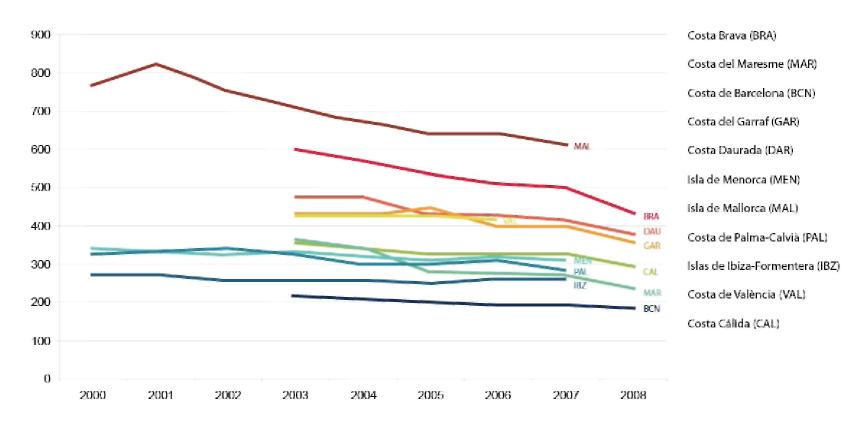 900
800
700
600
500
400
300
200
100
0
2000 2001 2002 2003 2004 2005 2006 2007 2008
MAL
BRA
DAU
VAL
GAR
CAL
MEN
PAL
IBZ
MAR
BCN
Costa Brava (BRA)
Costa del Maresme (MAR)
Costa de Barcelona (BCN)
Costa del Garraf (GAR)
Costa Daurada (DAR)
Isla de Menorca (MEN)
Isla de Mallorca (MAL)
Costa de Palma-Calvià (PAL)
Islas de Ibiza-Formentera (IBZ)
Costa de València (VAL)
Costa Cálida (CAL)